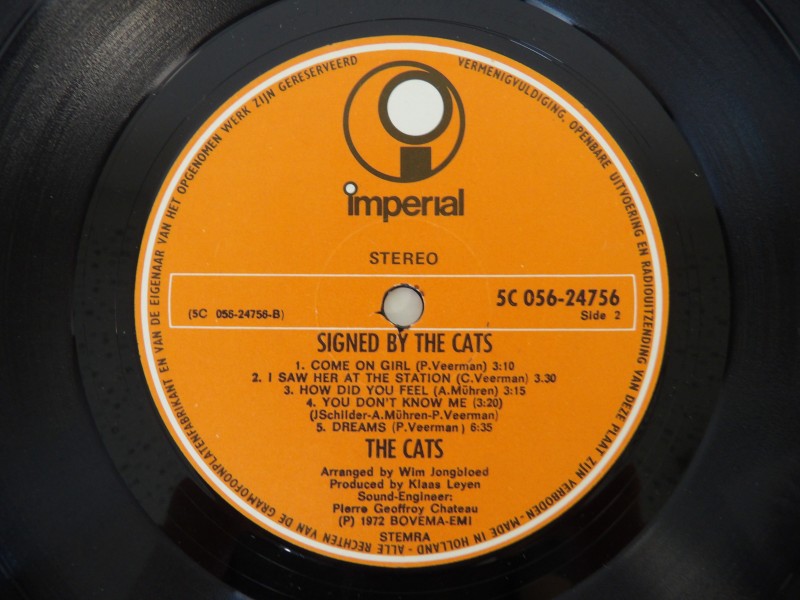 imperial
STEREO
5C 056-24756
(5C 056-24756-B)
Side 2
SIGNED BY THE CATS
1. COME ON GIRL (P.Veerman) 3:10
2. I SAW HER AT THE STATION (C.Veerman) 3.30
3. HOW DID YOU FEEL (A.Mühren) 3:15
4. YOU DON'T KNOW ME (3:20)
(JSchilder-A.Mühren-P.Veerman)
5. DREAMS (P.Veerman) 6:35
THE CATS
Arranged by Wim Jongbloed
Produced by Klaas Leyen
Sound-Engineer:
Pierre Geoffroy Chateau
(P) 1972 BOVEMA-EMI
STEMRA
ALLE RECHTEN VAN DE GRAMOFOONPLATENFABRIKANT EN VAN DE EIGENAAR VAN HET OPGENOMEN WERK ZIJN GERESERVEERD
VERMENIGVULDIGING, OPENBARE UITVOERING EN RADIOUITZENDING VAN DEZE PLAAT ZIJN VERBODEN - MADE IN HOLLAND -